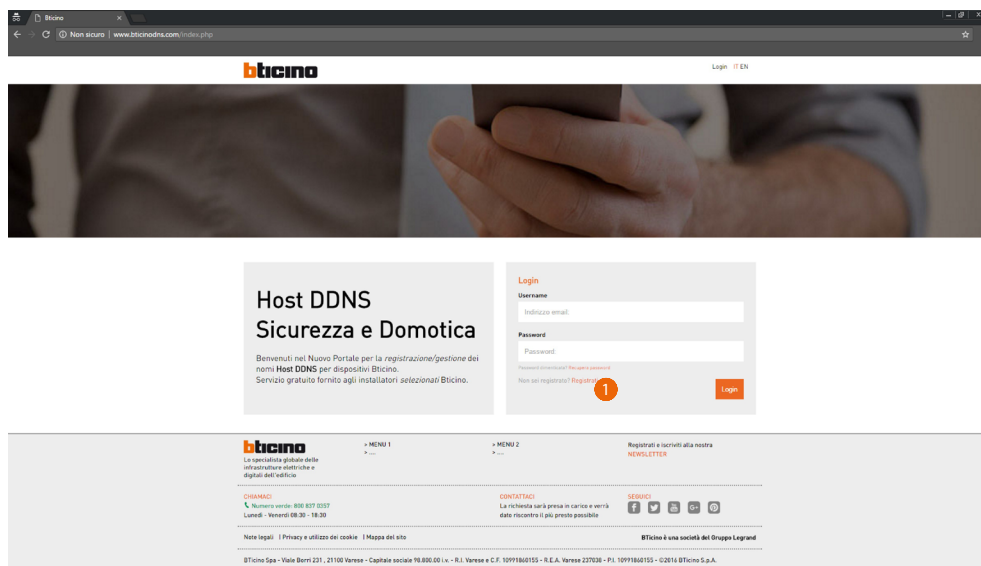 Bticino
Non sicuro | www.bticinodns.com/index.php
bticino
Login IT EN
Host DDNS
Sicurezza e Domotica
Benvenuti nel Nuovo Portale per la registrazione/gestione dei
nomi Host DDNS per dispositivi Bticino.
Servizio gratuito fornito agli installatori selezionati Bticino.
Login
Username
Indirizzo email:
Password
Password:
Password dimenticata? Recupera password
Non sei registrato? Registrati
1
Login
bticino
Lo specialista globale delle
infrastrutture elettriche e
digitali dell'edificio
> MENU 1
> ....
> MENU 2
> ....
Registrati e iscriviti alla nostra
NEWSLETTER
CHIAMACI
Numero verde: 800 837 035?
Lunedì - Venerdì 08:30 - 18:30
CONTATTACI
La richiesta sarà presa in carico e verrà
dato riscontro il più presto possibile
SEGUICI
Note legali | Privacy e utilizzo dei cookie | Mappa del sito
BTicino è una società del Gruppo Legrand
BTicino Spa - Viale Borri 231 , 21100 Varese - Capitale sociale 98.800.00 i.v. - R.I. Varese e C.F. 10991860155 - R.E.A. Varese 237030 - P.I. 10991860155 - ©2016 BTicino S.p.A.